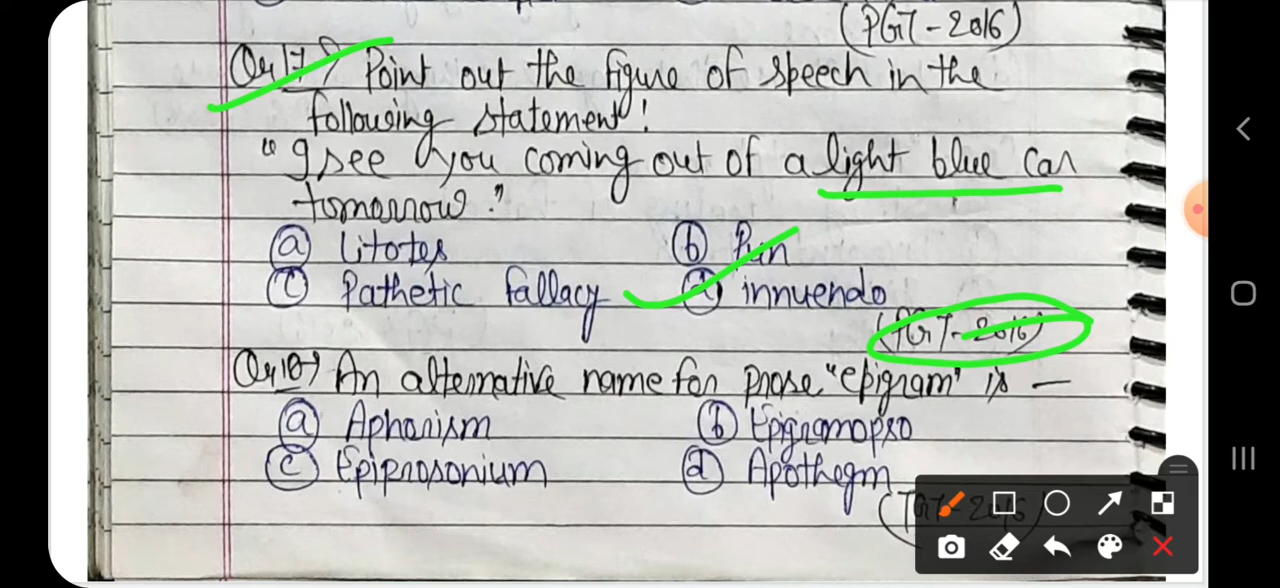 (PGT-2016)
Qu17) Point out the figure of speech in the
following statement!
"I see you coming out of a light blue car
tomorrow."
(a) Litotes (b) Pun
(c) Pathetic fallacy (d) innuendo
(PGT-2016)
Qu18) An alternative name for prose "epigram" is —
(a) Aphorism (b) Epigramopso
(c) Epiprosonium (d) Apothegm
(TGT-2016)